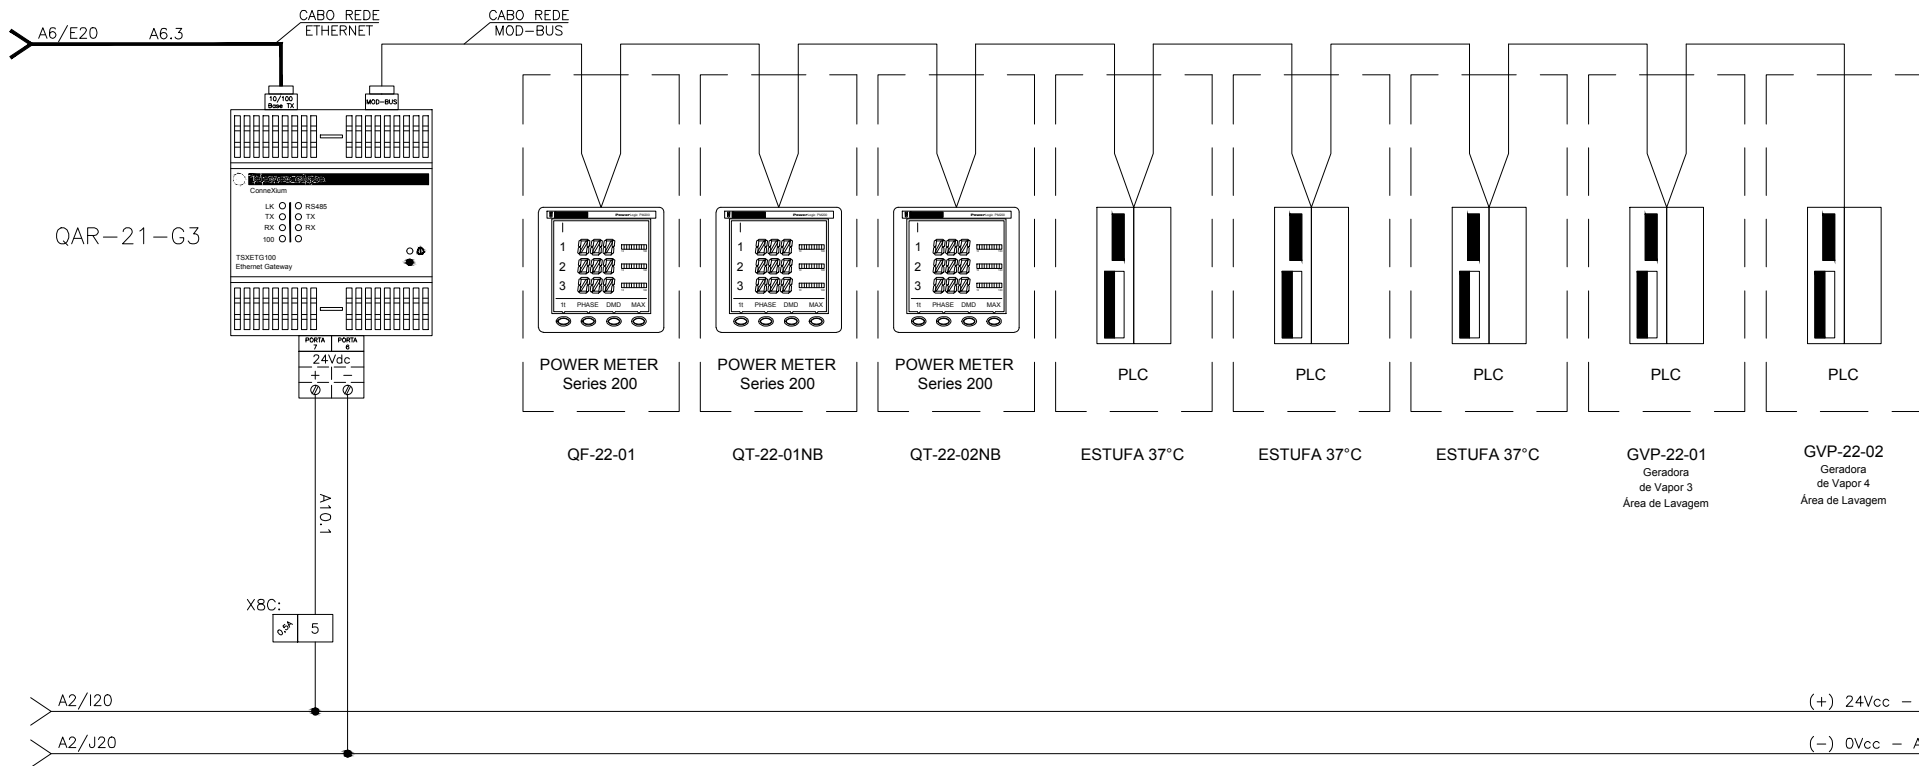 A6/E20
A6.3
CABO REDE
ETHERNET
CABO REDE
MOD-BUS
10/100
Base TX
MOD-BUS
ConneXium
LK
RS485
TX
TX
RX
RX
100
TSXETG100
Ethernet Gateway
QAR-21-G3
PORTA
7
PORTA
6
24Vdc
+
-
A10.1
X8C:
0,5A
5
1
2
3
PHASE
DMD
MAX
POWER METER
Series 200
QF-22-01
1
2
3
PHASE
DMD
MAX
POWER METER
Series 200
QT-22-01NB
1
2
3
PHASE
DMD
MAX
POWER METER
Series 200
QT-22-02NB
PLC
ESTUFA 37°C
PLC
ESTUFA 37°C
PLC
ESTUFA 37°C
PLC
GVP-22-01
Geradora
de Vapor 3
Área de Lavagem
PLC
GVP-22-02
Geradora
de Vapor 4
Área de Lavagem
A2/I20
(+) 24Vcc -
A2/J20
(-) 0Vcc - A